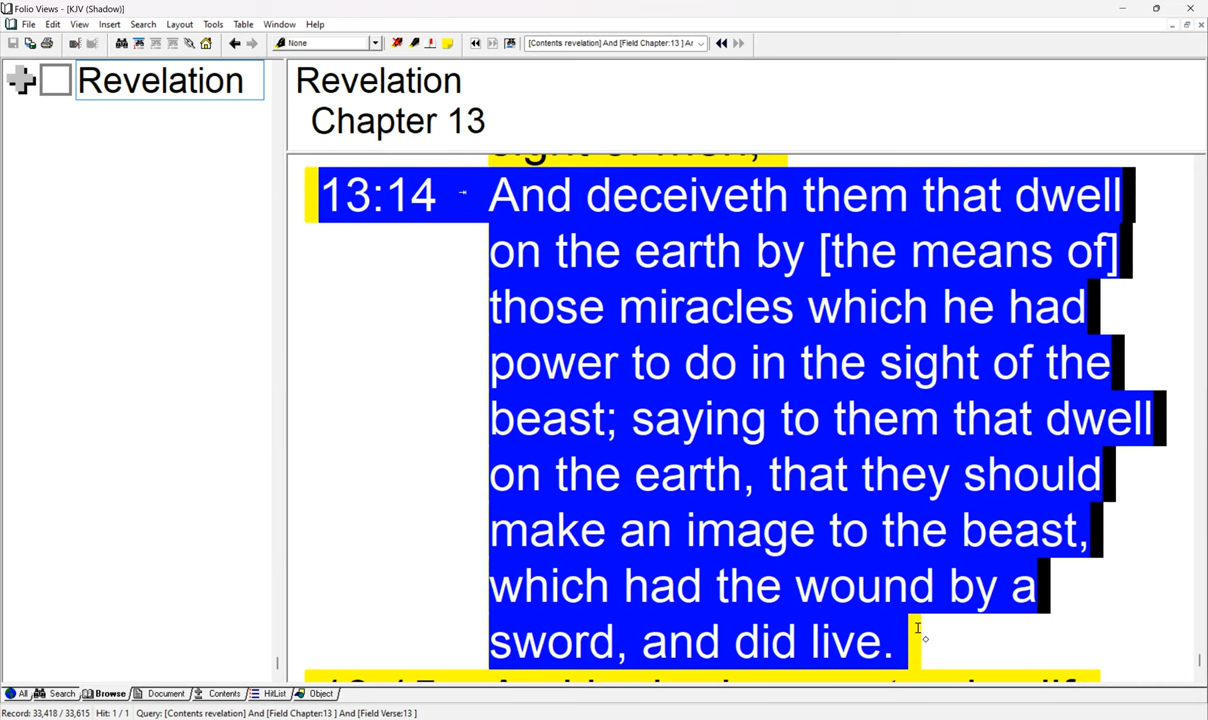 Folio Views - [KJV (Shadow)]
File Edit View Insert Search Layout Tools Table Window Help
None
[Contents revelation] And [Field Chapter:13 ] Ar
Revelation
Revelation
Chapter 13
sight of men,
13:14 And deceiveth them that dwell
on the earth by [the means of]
those miracles which he had
power to do in the sight of the
beast; saying to them that dwell
on the earth, that they should
make an image to the beast,
which had the wound by a
sword, and did live.
All Search Browse Document Contents HitList Object
Record: 33,418 / 33,615 Hit: 1 / 1 Query: [Contents revelation] And [Field Chapter:13 ] And [Field Verse:13 ]